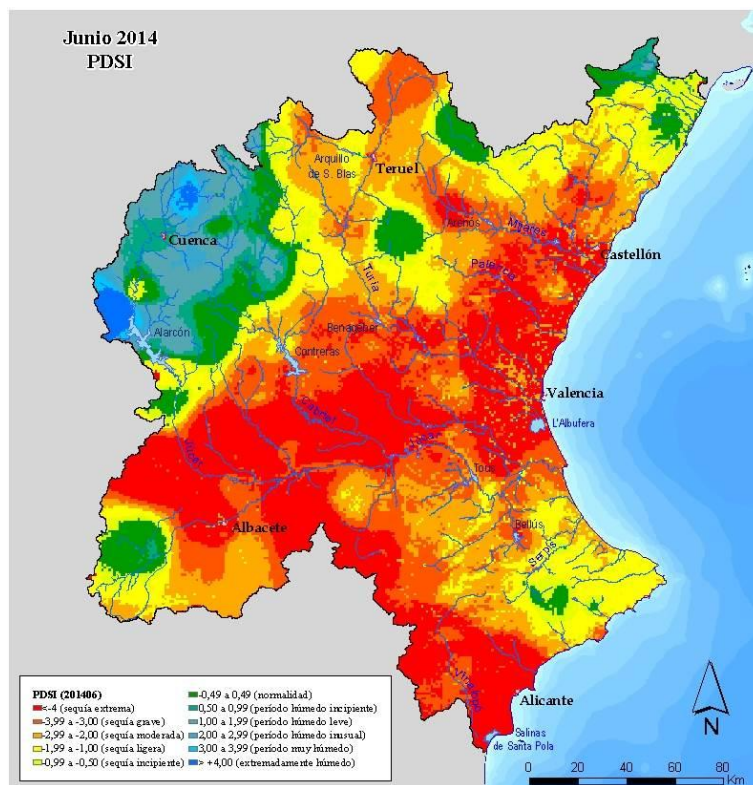 Junio 2014
PDSI
Arquillo
de S. Blas
Teruel
Cuenca
Arenós
Mijares
Castellón
Palancia
Turia
Alarcón
Benageber
Contreras
Cabriel
Valencia
L'Albufera
Júcar
Júcar
Tous
Albacete
Bellús
Serpis
Vinalopó
Alicante
Salinas
de Santa Pola
N
0 10 20 40 60 80
Km
PDSI (201406)
<-4 (sequía extrema)
-3,99 a -3,00 (sequía grave)
-2,99 a -2,00 (sequía moderada)
-1,99 a -1,00 (sequía ligera)
-0,99 a -0,50 (sequía incipiente)
-0,49 a 0,49 (normalidad)
0,50 a 0,99 (período húmedo incipiente)
1,00 a 1,99 (período húmedo leve)
2,00 a 2,99 (período húmedo inusual)
3,00 a 3,99 (período muy húmedo)
> +4,00 (extremadamente húmedo)